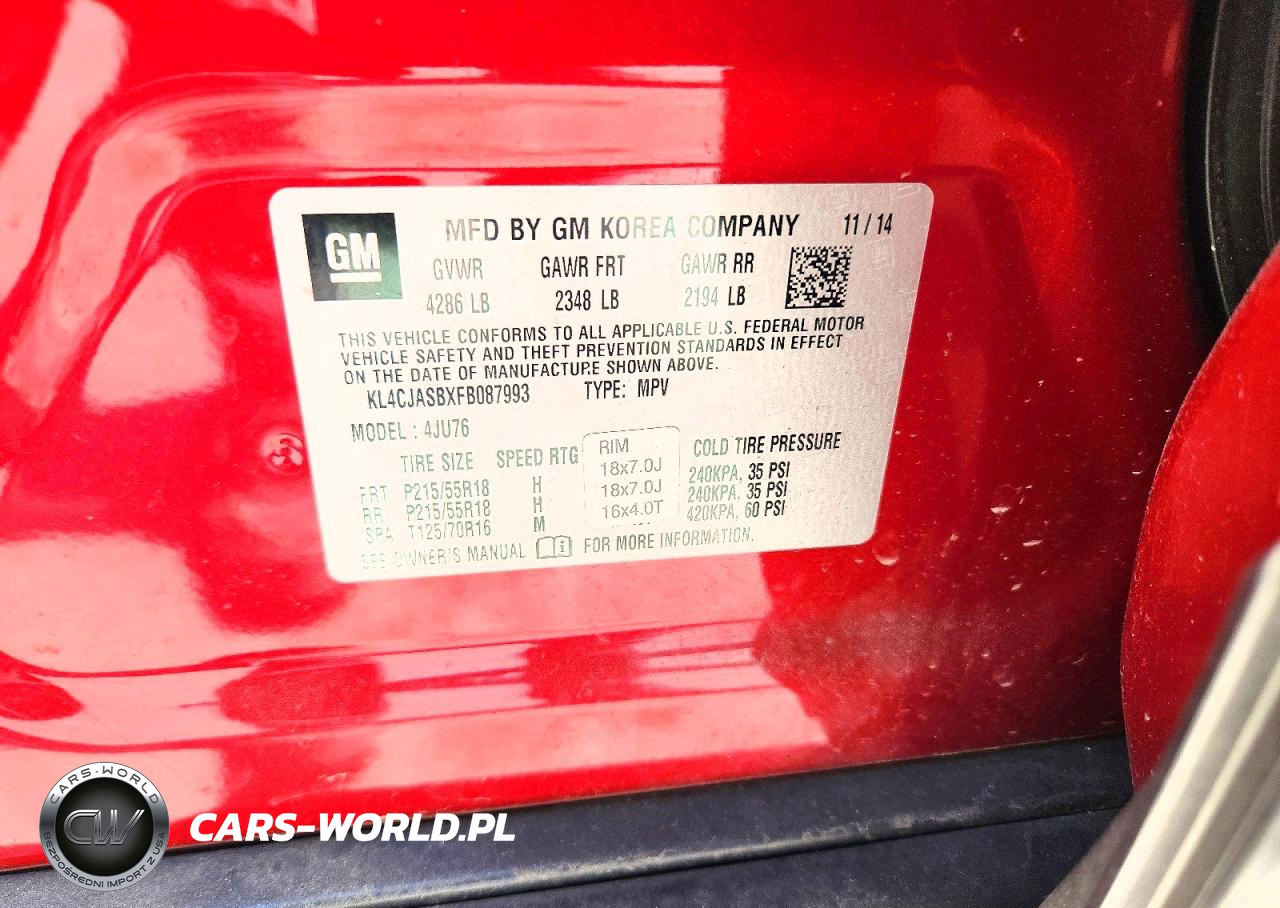 GM
MFD BY GM KOREA COMPANY 11 / 14
GVWR GAWR FRT GAWR RR
4286 LB 2348 LB 2194 LB
THIS VEHICLE CONFORMS TO ALL APPLICABLE U.S. FEDERAL MOTOR
VEHICLE SAFETY AND THEFT PREVENTION STANDARDS IN EFFECT
ON THE DATE OF MANUFACTURE SHOWN ABOVE.
KL4CJASBXFB087993 TYPE: MPV
MODEL : 4JU76
TIRE SIZE SPEED RTG RIM COLD TIRE PRESSURE
FRT P215/55R18 H 18x7.0J 240KPA, 35 PSI
RR P215/55R18 H 18x7.0J 240KPA, 35 PSI
SPA T125/70R16 M 16x4.0T 420KPA, 60 PSI
SEE OWNER'S MANUAL FOR MORE INFORMATION.
CARS-WORLD
CW
BEZPOŚREDNI IMPORT Z USA
CARS-WORLD.PL